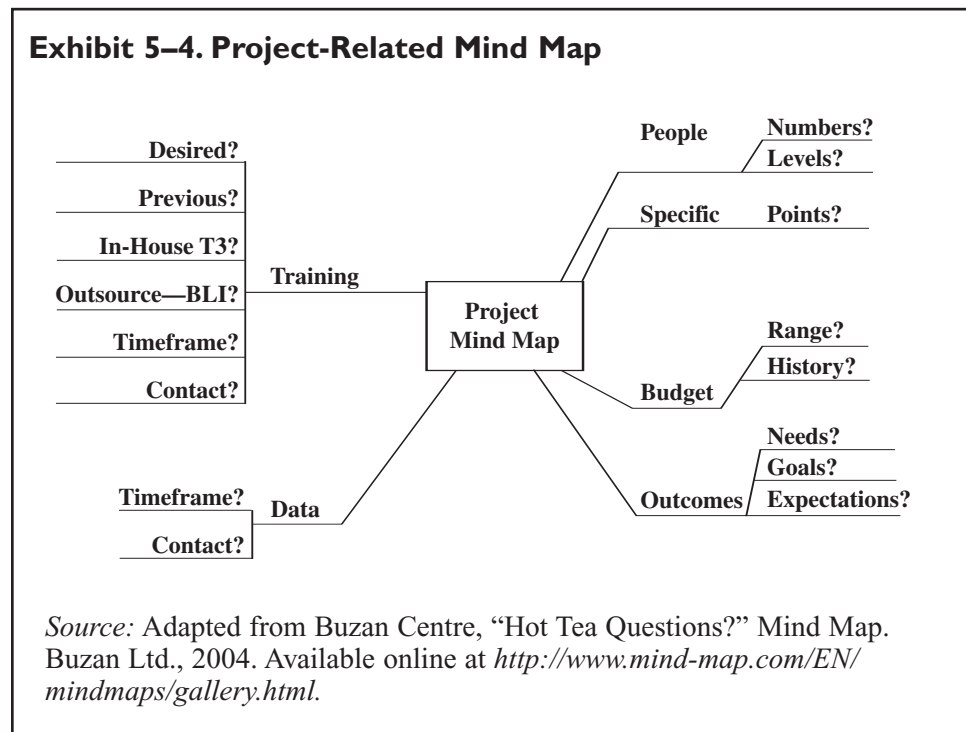 Exhibit 5–4. Project-Related Mind Map
Desired?
Previous?
In-House T3?
Outsource—BLI?
Timeframe?
Contact?
Training
Timeframe?
Contact?
Data
Project
Mind Map
People
Numbers?
Levels?
Specific Points?
Budget
Range?
History?
Outcomes
Needs?
Goals?
Expectations?
Source: Adapted from Buzan Centre, “Hot Tea Questions?” Mind Map.
Buzan Ltd., 2004. Available online at http://www.mind-map.com/EN/
mindmaps/gallery.html.